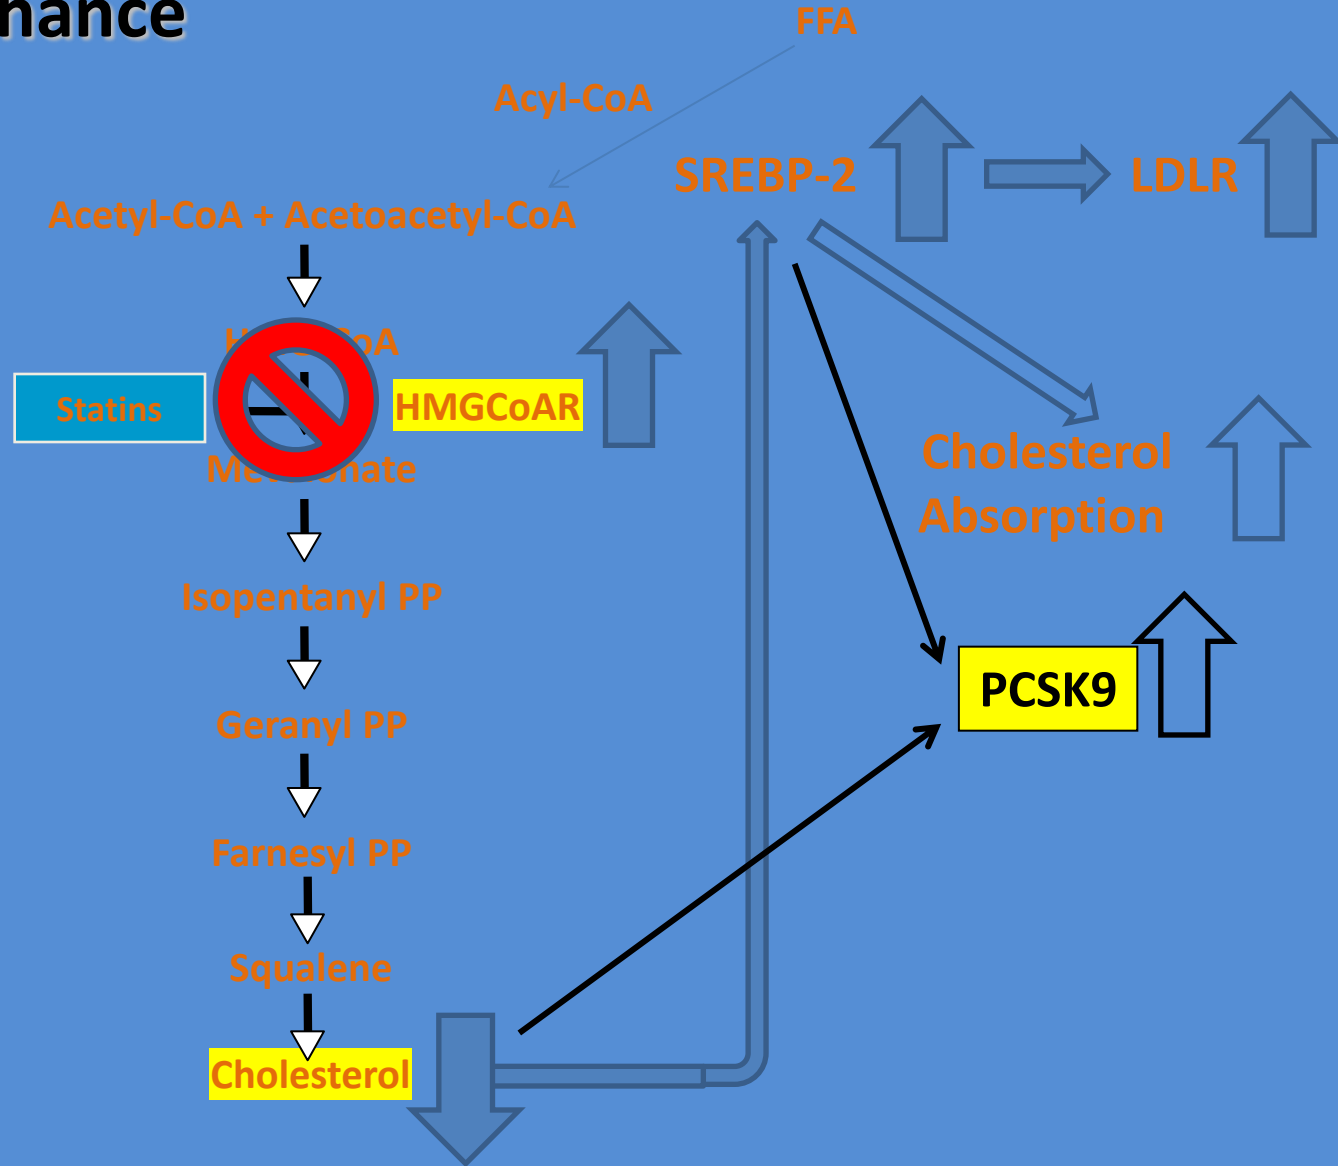 hance
FFA
Acyl-CoA
SREBP-2
LDLR
Acetyl-CoA + Acetoacetyl-CoA
Statins
HMGCoAR
Isopentanyl PP
Cholesterol
Absorption
PCSK9
Geranyl PP
Farnesyl PP
Squalene
Cholesterol